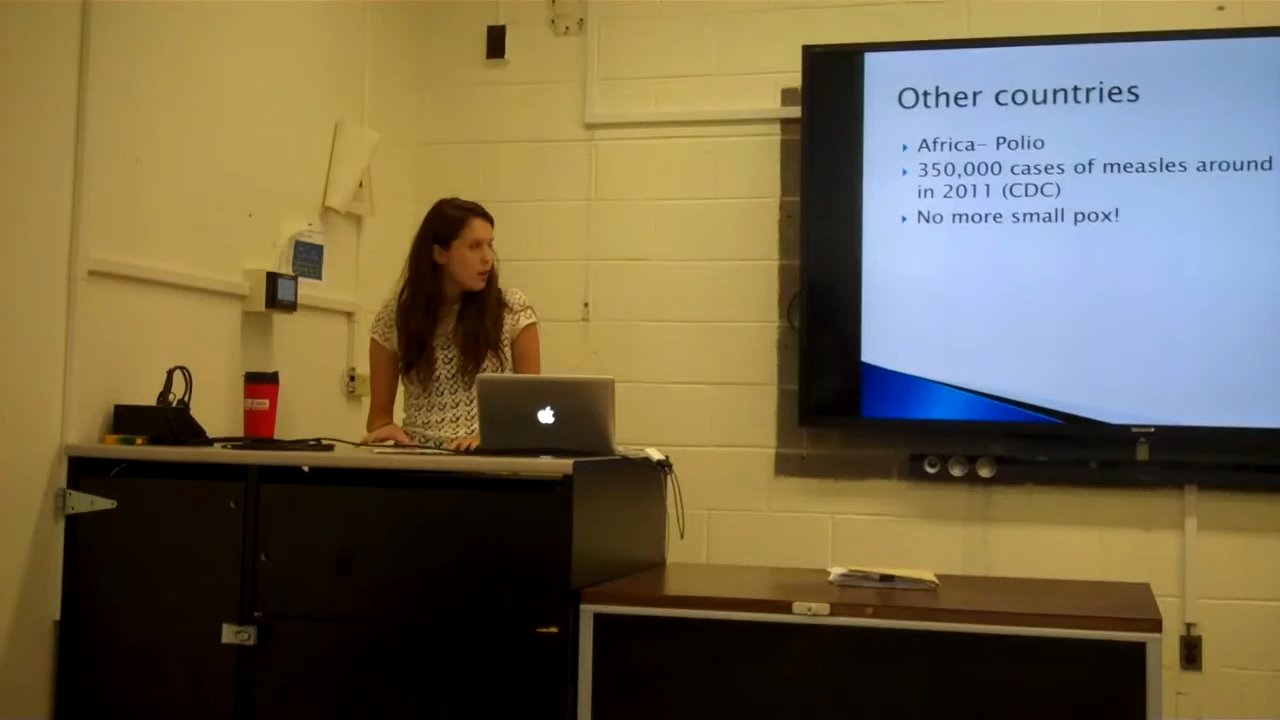 Other countries
Africa- Polio
350,000 cases of measles around
in 2011 (CDC)
No more small pox!